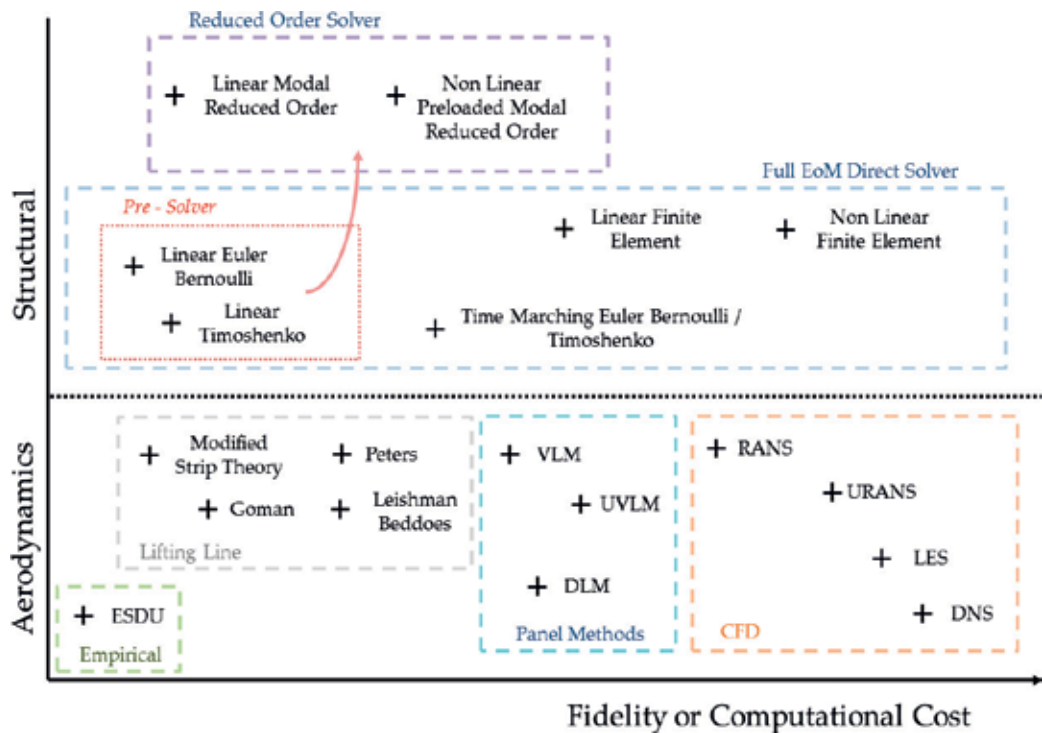 Reduced Order Solver
Linear Modal
Reduced Order
Non Linear
Preloaded Modal
Reduced Order
Full EoM Direct Solver
Pre - Solver
Linear Finite
Element
Non Linear
Finite Element
Linear Euler
Bernoulli
Linear
Timoshenko
Time Marching Euler Bernoulli /
Timoshenko
Structural
Modified
Strip Theory
Peters
Goman
Leishman
Beddoes
Lifting Line
VLM
UVLM
DLM
Panel Methods
RANS
URANS
LES
DNS
CFD
ESDU
Empirical
Aerodynamics
Fidelity or Computational Cost